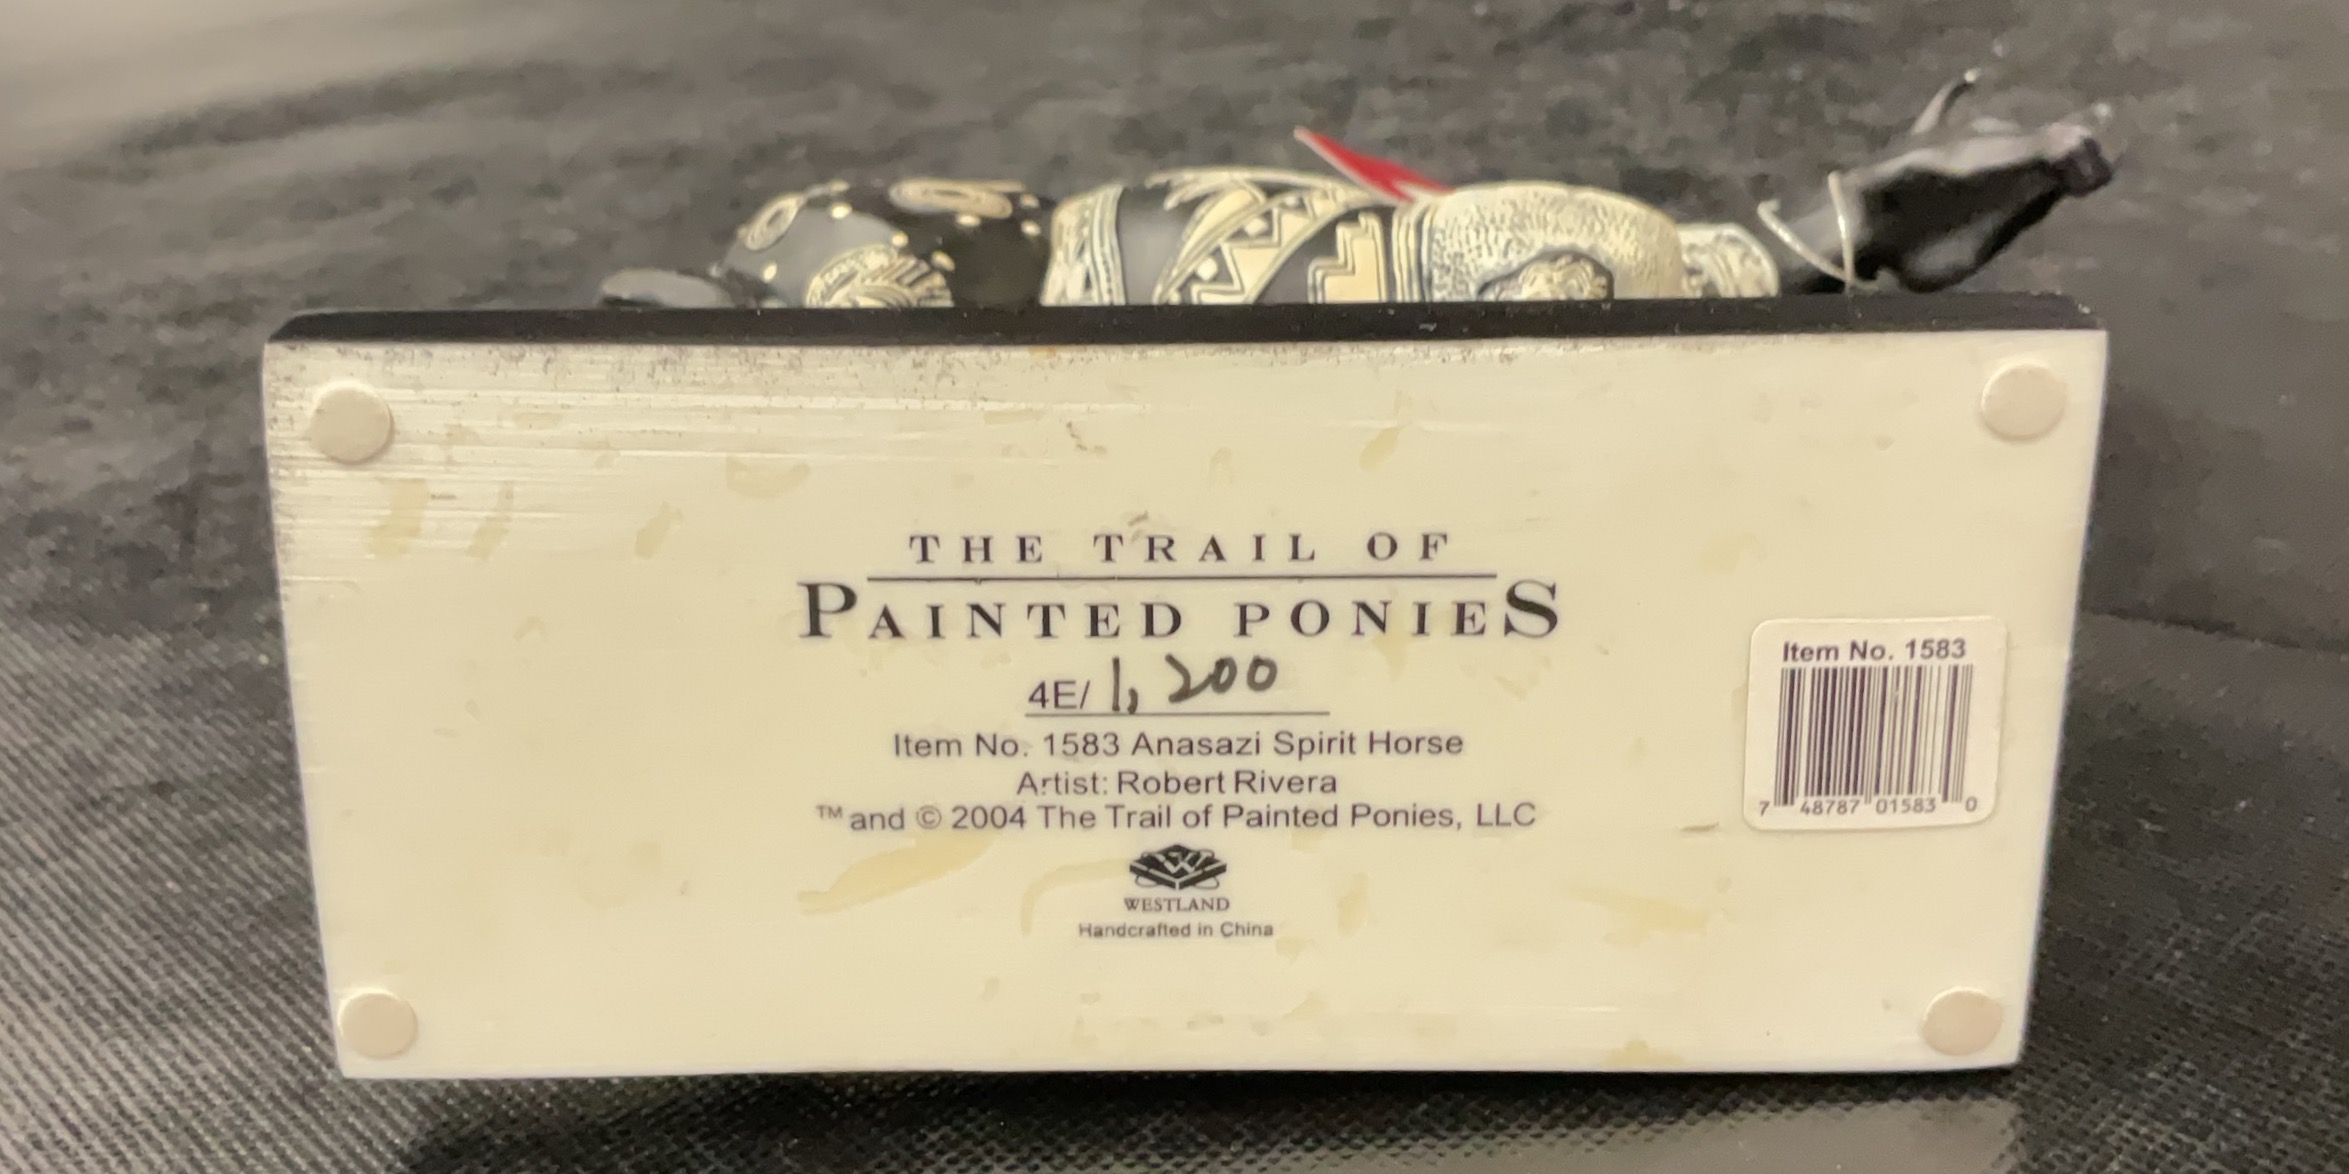 THE TRAIL OF
PAINTED PONIES
4E/ 1,200
Item No. 1583 Anasazi Spirit Horse
Artist: Robert Rivera
™ and © 2004 The Trail of Painted Ponies, LLC
W
WESTLAND
Handcrafted in China
Item No. 1583
7 48787 01583 0